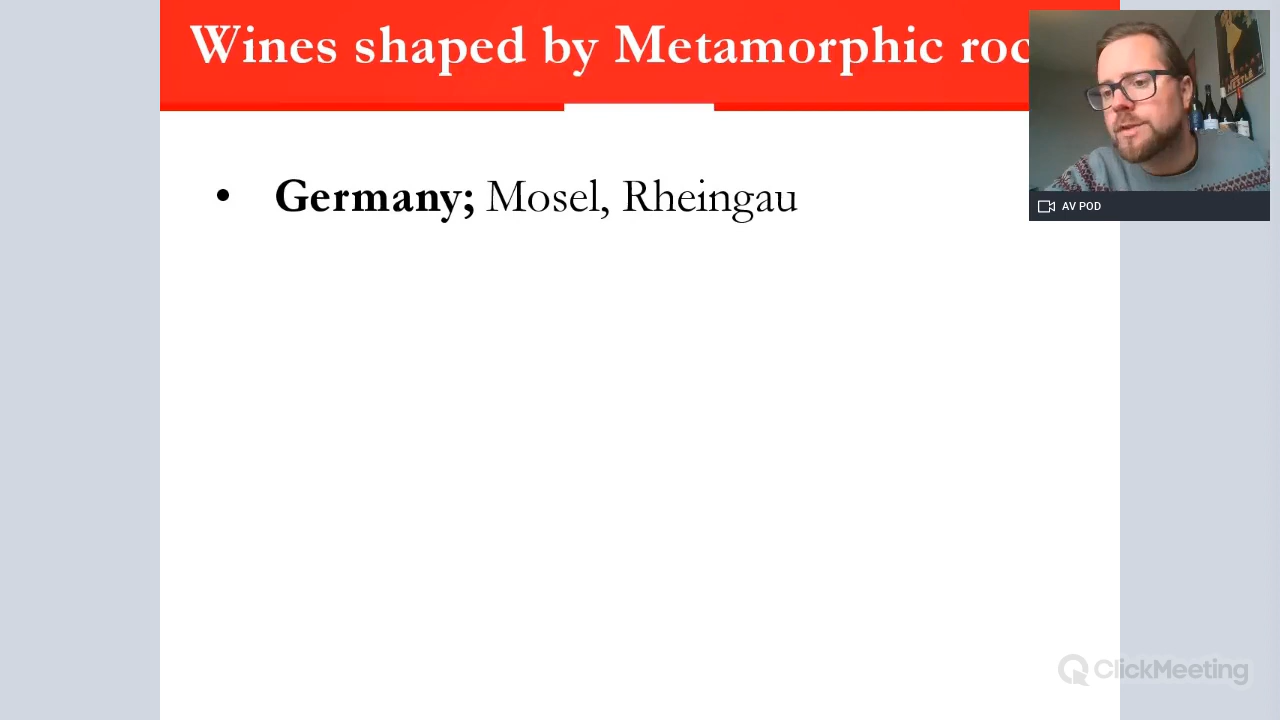 Wines shaped by Metamorphic roc
• Germany; Mosel, Rheingau
AV POD
ClickMeeting